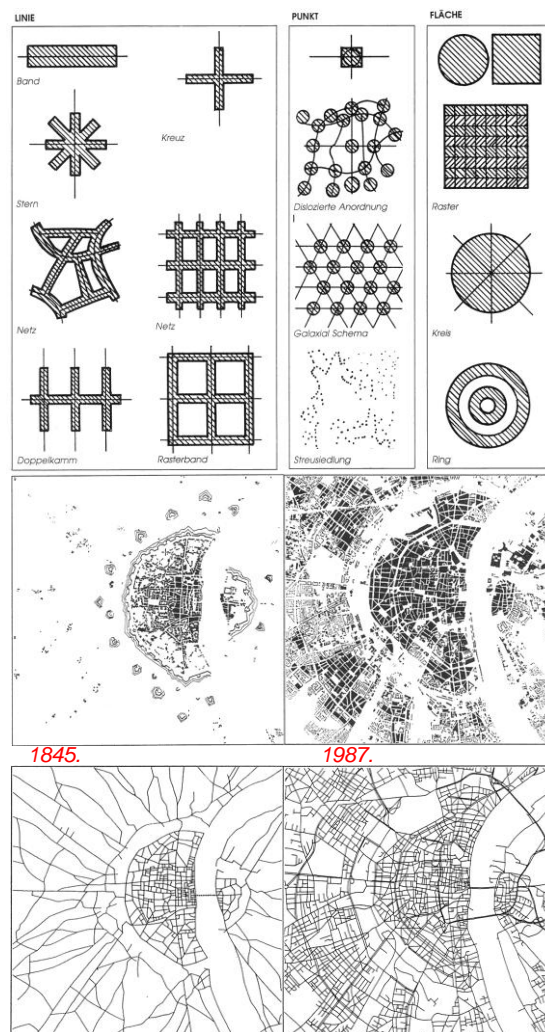 LINIE
PUNKT
FLÄCHE
Band
Kreuz
Stern
Dislozierte Anordnung
Raster
Netz
Netz
Galaxial Schema
Kreis
Doppelkamm
Rasterband
Streusiedlung
Ring
1845.
1987.